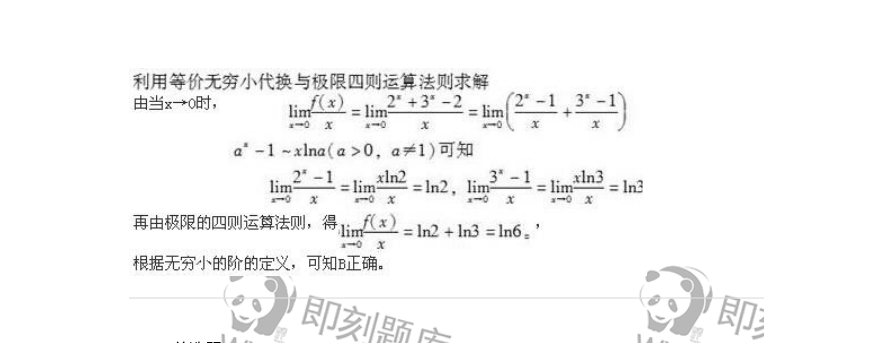 利用等价无穷小代换与极限四则运算法则求解
由当x→0时，
lim_{x→0} f(x)/x = lim_{x→0} (2^x + 3^x − 2)/x = lim_{x→0} ((2^x − 1)/x + (3^x − 1)/x)
a^x − 1 ~ xlna(a > 0，a ≠ 1)可知
lim_{x→0} (2^x − 1)/x = lim_{x→0} xln2/x = ln2，lim_{x→0} (3^x − 1)/x = lim_{x→0} xln3/x = ln3
再由极限的四则运算法则，得 lim_{x→0} f(x)/x = ln2 + ln3 = ln6。，
根据无穷小的阶的定义，可知B正确。
即刻题库
即刻